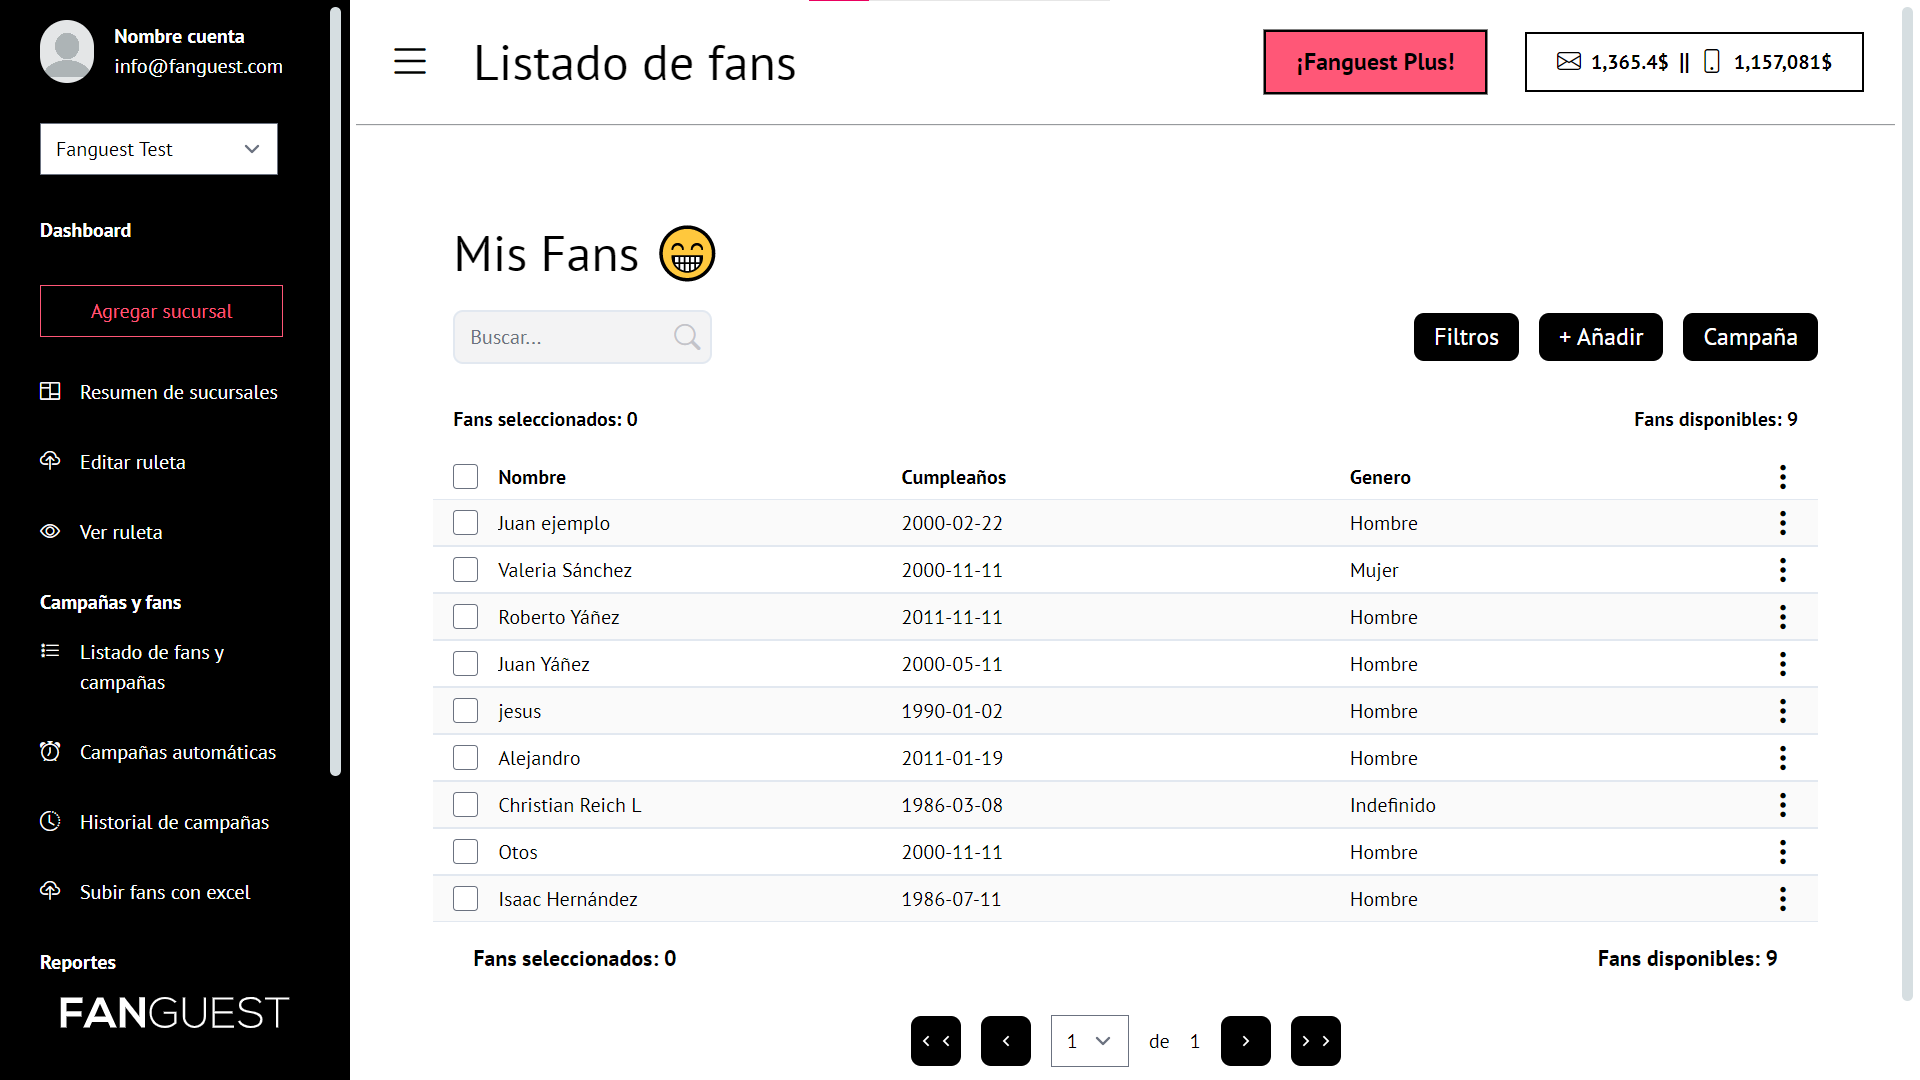 Nombre cuenta
info@fanguest.com
Fanguest Test
Dashboard
Agregar sucursal
Resumen de sucursales
Editar ruleta
Ver ruleta
Campañas y fans
Listado de fans y
campañas
Campañas automáticas
Historial de campañas
Subir fans con excel
Reportes
FANGUEST
Listado de fans
¡Fanguest Plus!
1,365.4$ || 1,157,081$
Mis Fans
Buscar...
Filtros
+ Añadir
Campaña
Fans seleccionados: 0
Fans disponibles: 9
Nombre Cumpleaños Genero
Juan ejemplo 2000-02-22 Hombre
Valeria Sánchez 2000-11-11 Mujer
Roberto Yáñez 2011-11-11 Hombre
Juan Yáñez 2000-05-11 Hombre
jesus 1990-01-02 Hombre
Alejandro 2011-01-19 Hombre
Christian Reich L 1986-03-08 Indefinido
Otos 2000-11-11 Hombre
Isaac Hernández 1986-07-11 Hombre
Fans seleccionados: 0
Fans disponibles: 9
‹ ‹ ‹ 1 de 1 › › ›